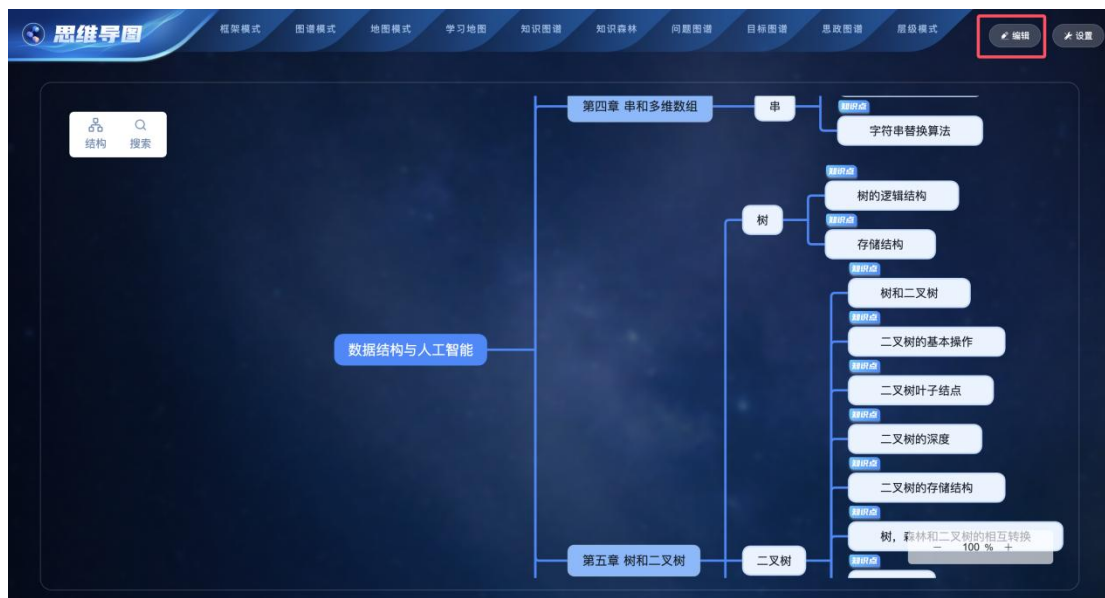 思维导图
框架模式 图谱模式 地图模式 学习地图 知识图谱 知识森林 问题图谱 目标图谱 思政图谱 层级模式 编辑 设置
结构 搜索
第四章 串和多维数组
串
知识点
字符串替换算法
知识点
树的逻辑结构
树
知识点
存储结构
知识点
树和二叉树
知识点
二叉树的基本操作
数据结构与人工智能
知识点
二叉树叶子结点
知识点
二叉树的深度
知识点
二叉树的存储结构
知识点
树，森林和二叉树的相互转换
— 100 % +
第五章 树和二叉树
二叉树
知识点